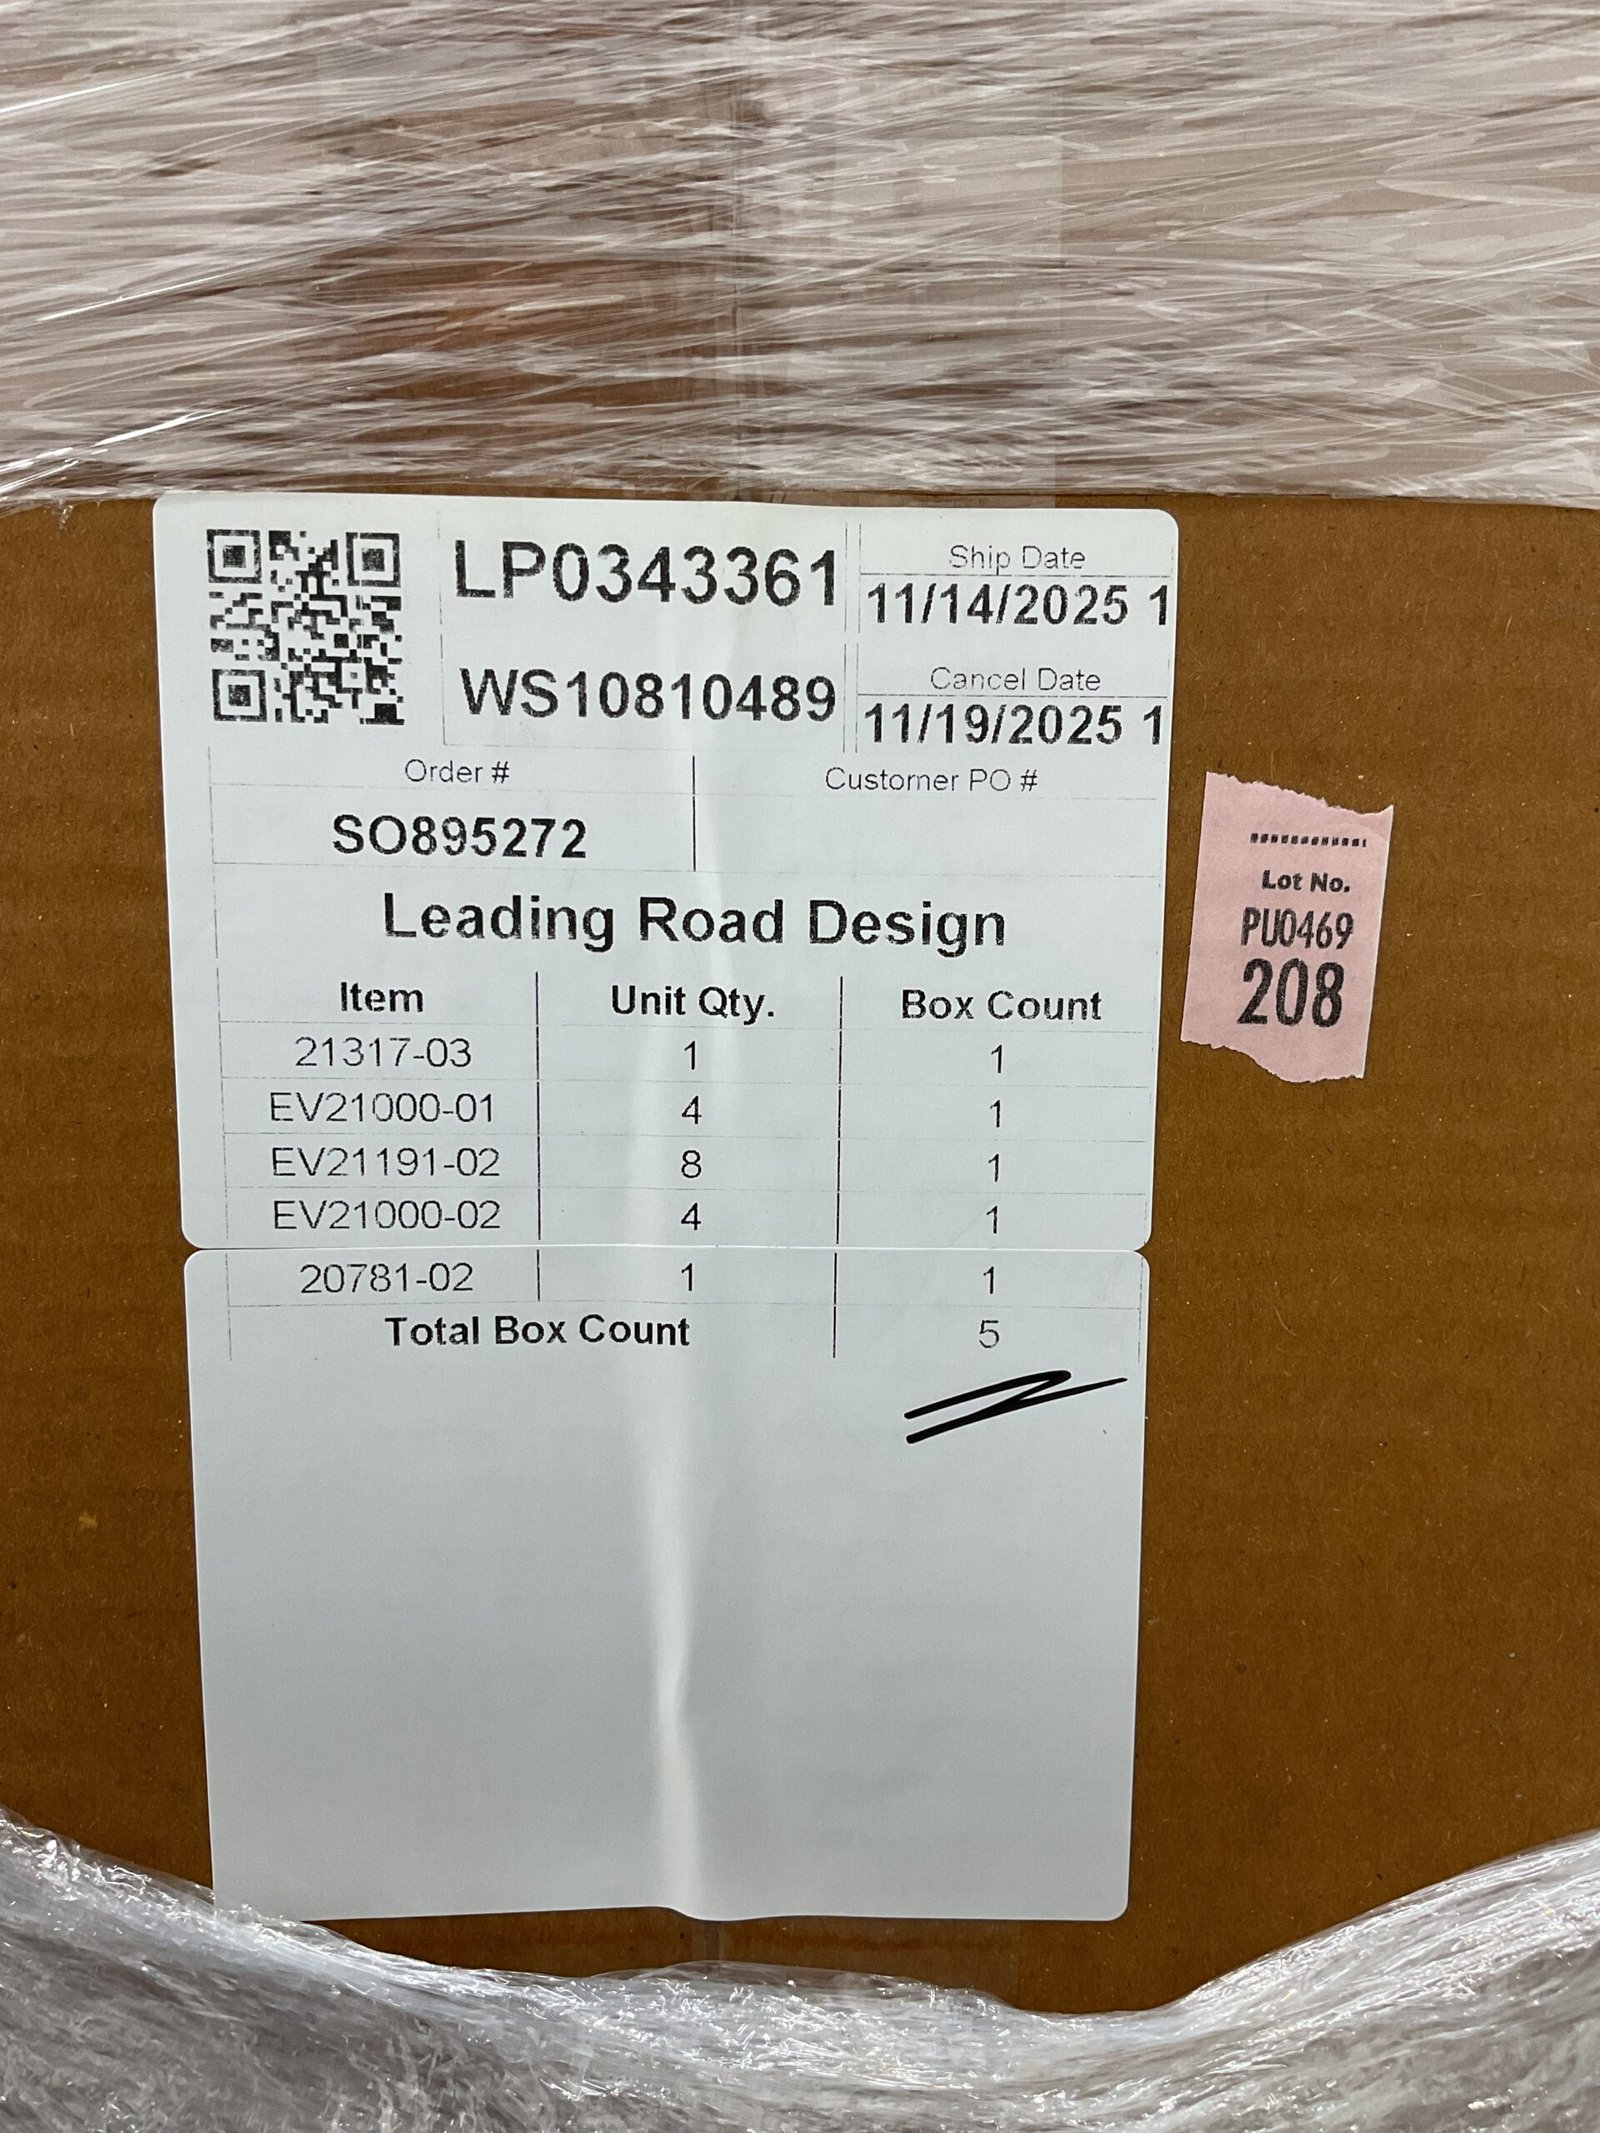 LP0343361
Ship Date
11/14/2025 1
WS10810489
Cancel Date
11/19/2025 1
Order # Customer PO #
SO895272
Leading Road Design
Item Unit Qty. Box Count
21317-03 1 1
EV21000-01 4 1
EV21191-02 8 1
EV21000-02 4 1
20781-02 1 1
Total Box Count 5
Lot No.
PU0469
208